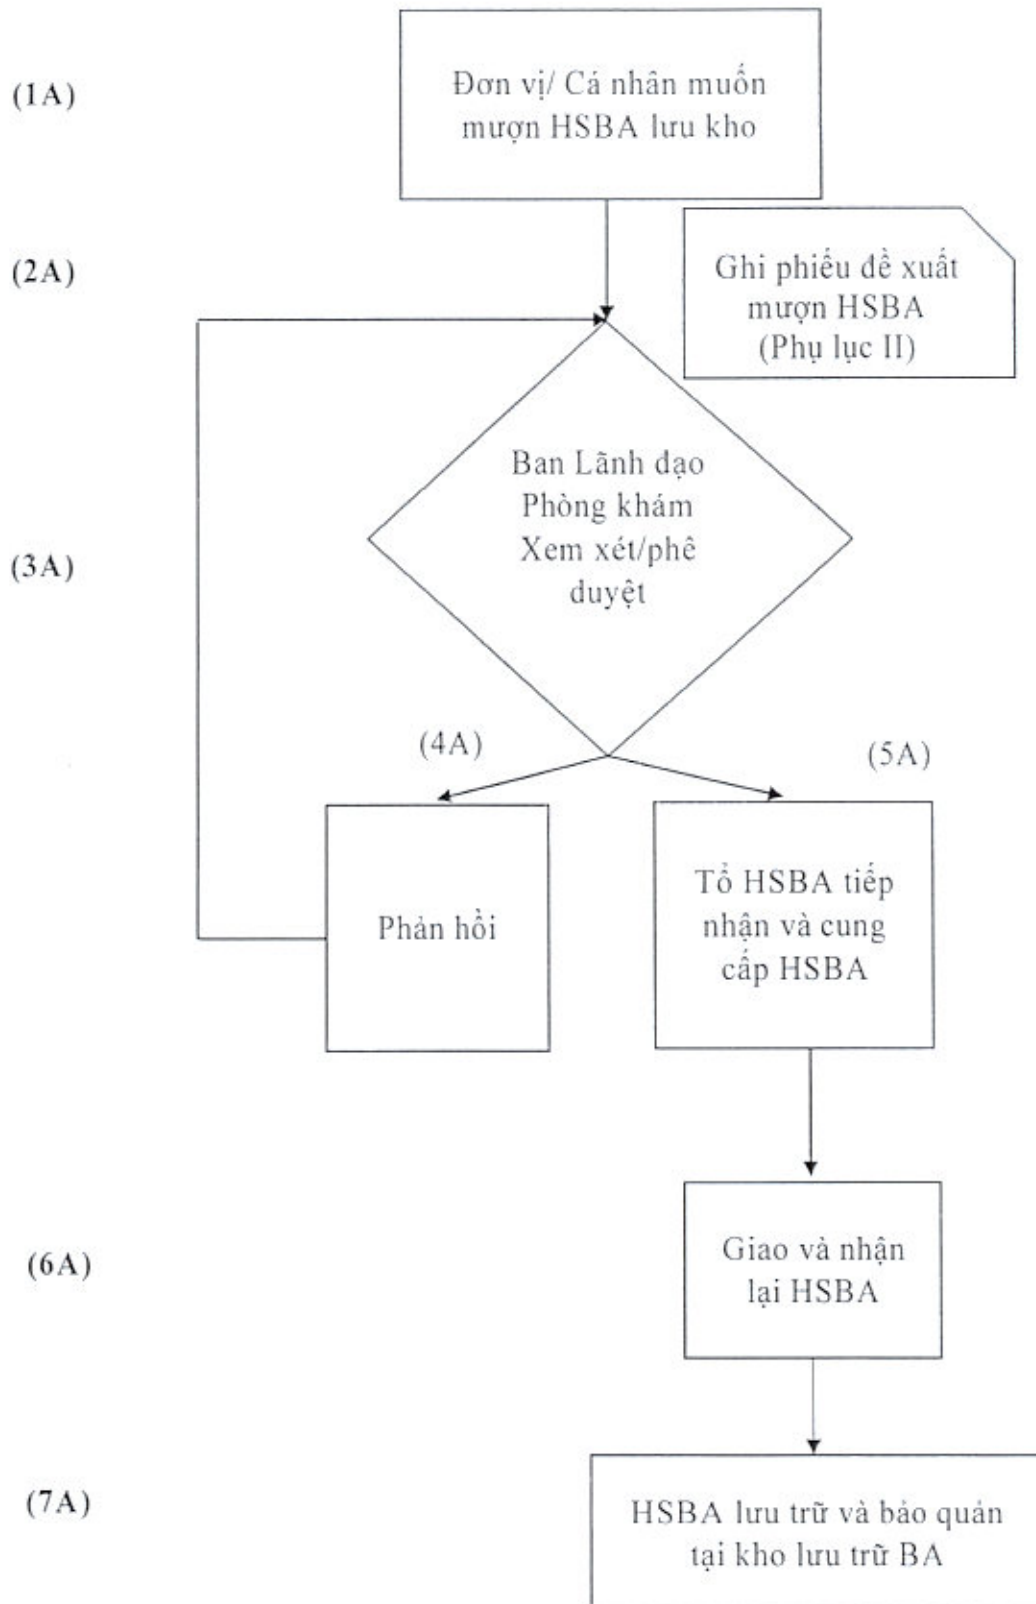 (1A)
Đơn vị/ Cá nhân muốn
mượn HSBA lưu kho
(2A)
Ghi phiếu đề xuất
mượn HSBA
(Phụ lục II)
(3A)
Ban Lãnh đạo
Phòng khám
Xem xét/phê
duyệt
(4A)
(5A)
Phản hồi
Tổ HSBA tiếp
nhận và cung
cấp HSBA
(6A)
Giao và nhận
lại HSBA
(7A)
HSBA lưu trữ và bảo quản
tại kho lưu trữ BA